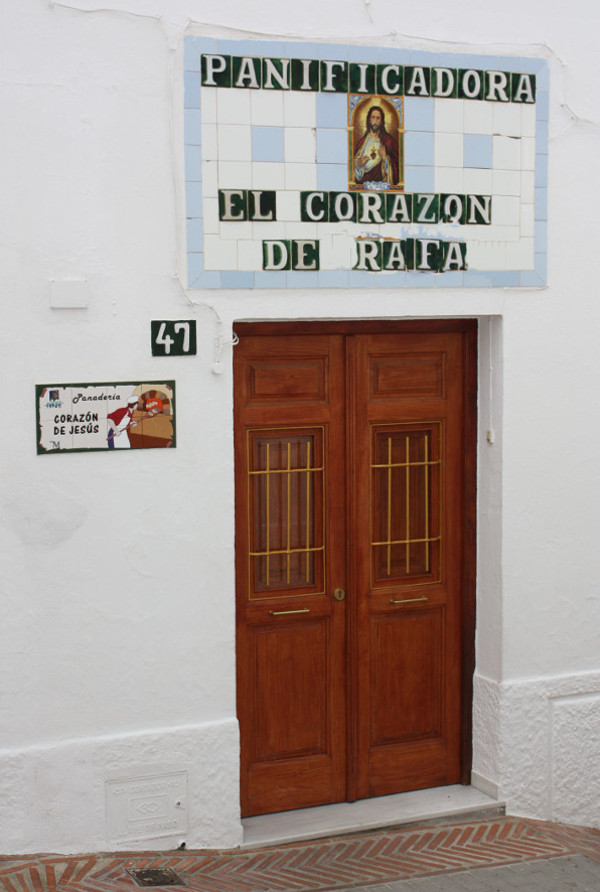 PANIFICADORA
EL CORAZON
DE RAFA
47
Panadería
CORAZÓN
DE JESÚS